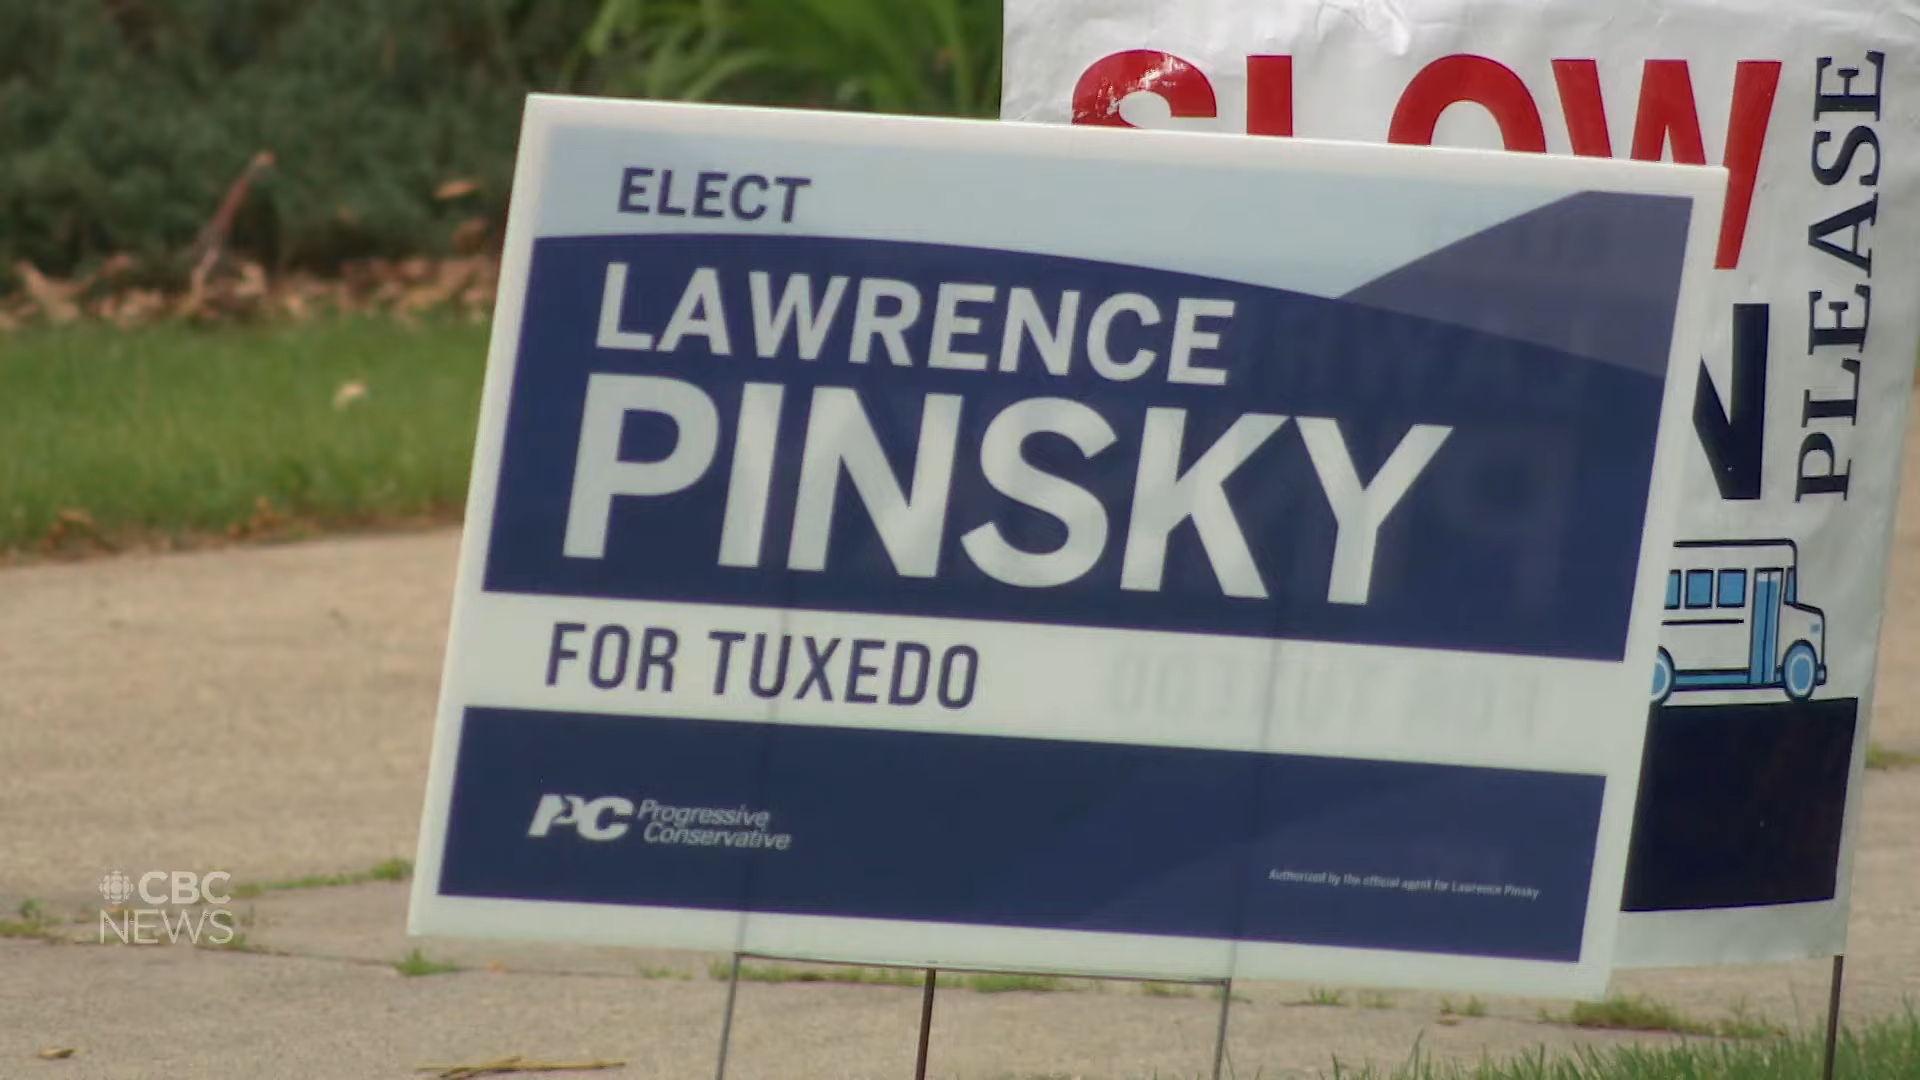 ELECT
LAWRENCE
PINSKY
FOR TUXEDO
PC Progressive
Conservative
Authorized by the official agent for Lawrence Pinsky
SLOW
PLEASE
CBC
NEWS